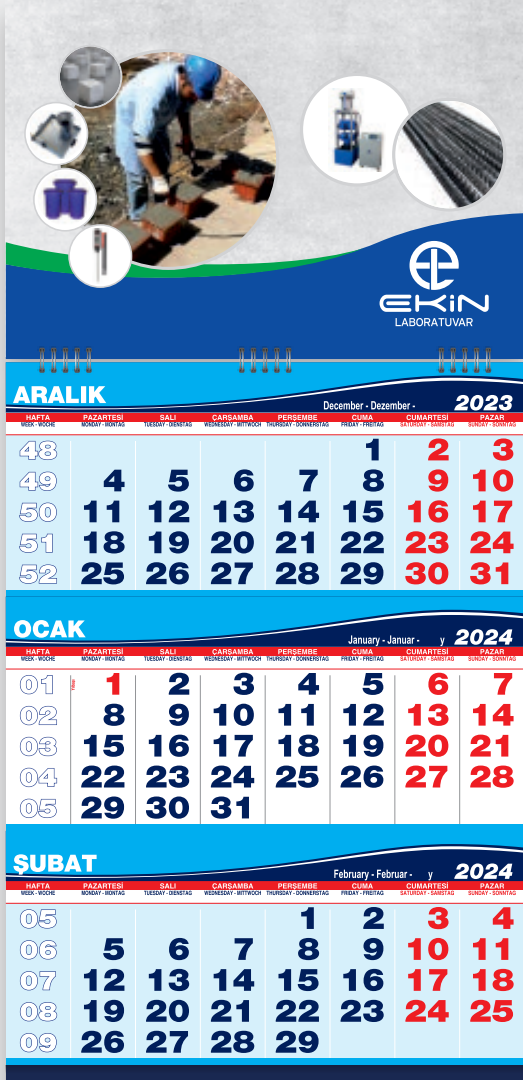 EKiN
LABORATUVAR
ARALIK
December - Dezember - 2023
HAFTA PAZARTESİ SALI ÇARŞAMBA PERŞEMBE CUMA CUMARTESİ PAZAR
WEEK - WOCHE MONDAY - MONTAG TUESDAY - DIENSTAG WEDNESDAY - MITTWOCH THURSDAY - DONNERSTAG FRIDAY - FREITAG SATURDAY - SAMSTAG SUNDAY - SONNTAG
48 1 2 3
49 4 5 6 7 8 9 10
50 11 12 13 14 15 16 17
51 18 19 20 21 22 23 24
52 25 26 27 28 29 30 31
OCAK
January - Januar - y 2024
HAFTA PAZARTESİ SALI ÇARŞAMBA PERŞEMBE CUMA CUMARTESİ PAZAR
WEEK - WOCHE MONDAY - MONTAG TUESDAY - DIENSTAG WEDNESDAY - MITTWOCH THURSDAY - DONNERSTAG FRIDAY - FREITAG SATURDAY - SAMSTAG SUNDAY - SONNTAG
01 1 2 3 4 5 6 7
02 8 9 10 11 12 13 14
03 15 16 17 18 19 20 21
04 22 23 24 25 26 27 28
05 29 30 31
ŞUBAT
February - Februar - y 2024
HAFTA PAZARTESİ SALI ÇARŞAMBA PERŞEMBE CUMA CUMARTESİ PAZAR
WEEK - WOCHE MONDAY - MONTAG TUESDAY - DIENSTAG WEDNESDAY - MITTWOCH THURSDAY - DONNERSTAG FRIDAY - FREITAG SATURDAY - SAMSTAG SUNDAY - SONNTAG
05 1 2 3 4
06 5 6 7 8 9 10 11
07 12 13 14 15 16 17 18
08 19 20 21 22 23 24 25
09 26 27 28 29